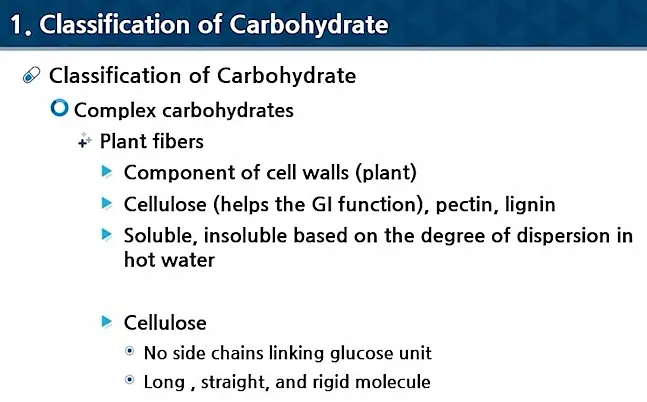 1. Classification of Carbohydrate
Classification of Carbohydrate
Complex carbohydrates
Plant fibers
Component of cell walls (plant)
Cellulose (helps the GI function), pectin, lignin
Soluble, insoluble based on the degree of dispersion in
hot water
Cellulose
No side chains linking glucose unit
Long , straight, and rigid molecule